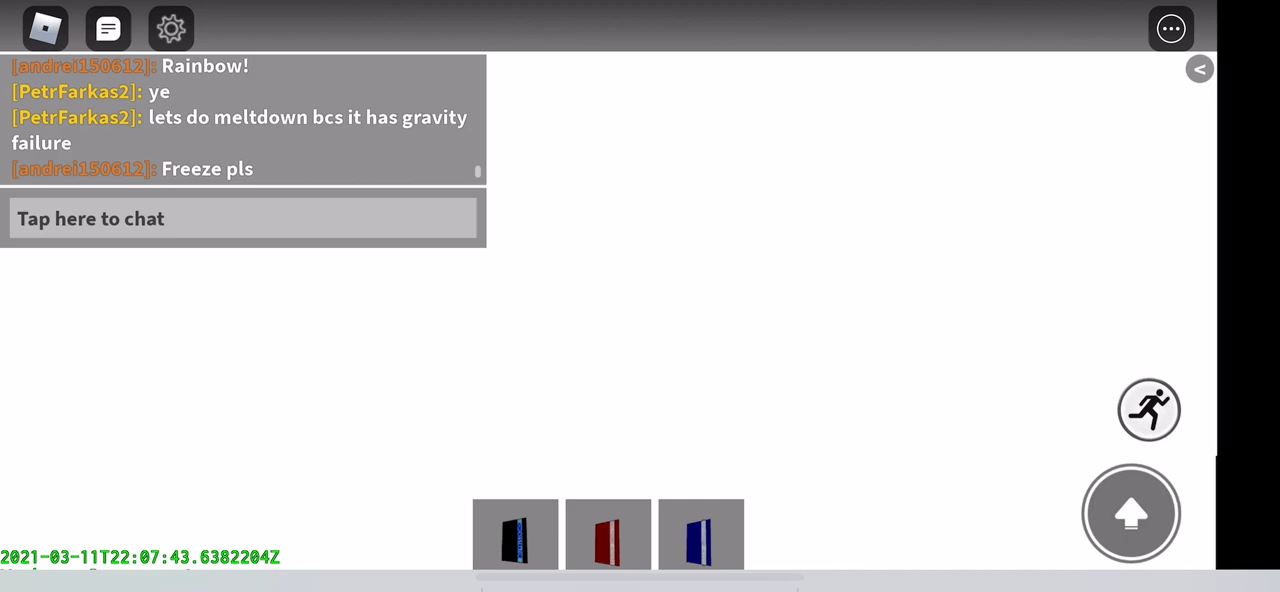 [andrei150612]: Rainbow!
[PetrFarkas2]: ye
[PetrFarkas2]: lets do meltdown bcs it has gravity
failure
[andrei150612]: Freeze pls
Tap here to chat
<
2021-03-11T22:07:43.6382204Z